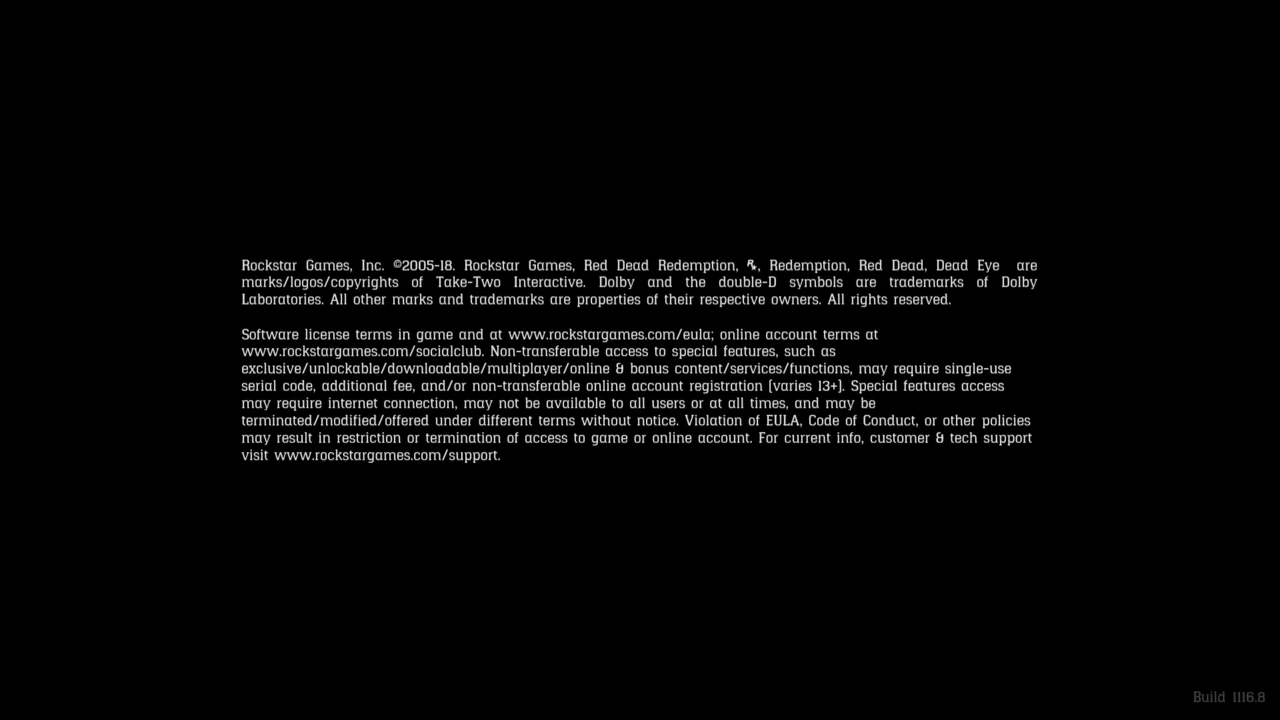 Rockstar Games, Inc. ©2005-18. Rockstar Games, Red Dead Redemption, R*, Redemption, Red Dead, Dead Eye are
marks/logos/copyrights of Take-Two Interactive. Dolby and the double-D symbols are trademarks of Dolby
Laboratories. All other marks and trademarks are properties of their respective owners. All rights reserved.
Software license terms in game and at www.rockstargames.com/eula; online account terms at
www.rockstargames.com/socialclub. Non-transferable access to special features, such as
exclusive/unlockable/downloadable/multiplayer/online & bonus content/services/functions, may require single-use
serial code, additional fee, and/or non-transferable online account registration (varies 13+). Special features access
may require internet connection, may not be available to all users or at all times, and may be
terminated/modified/offered under different terms without notice. Violation of EULA, Code of Conduct, or other policies
may result in restriction or termination of access to game or online account. For current info, customer & tech support
visit www.rockstargames.com/support.
Build 1116.8